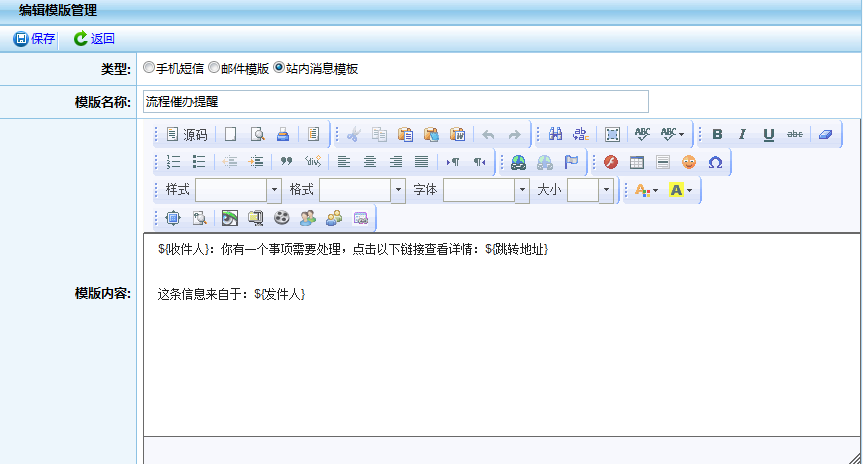 编辑模版管理
保存 返回
类型: 手机短信 邮件模版 站内消息模板
模版名称: 流程催办提醒
源码 ABC ABC B I U abc
样式 格式 字体 大小 A A
模版内容:
${收件人}：你有一个事项需要处理，点击以下链接查看详情：${跳转地址}
这条信息来自于：${发件人}